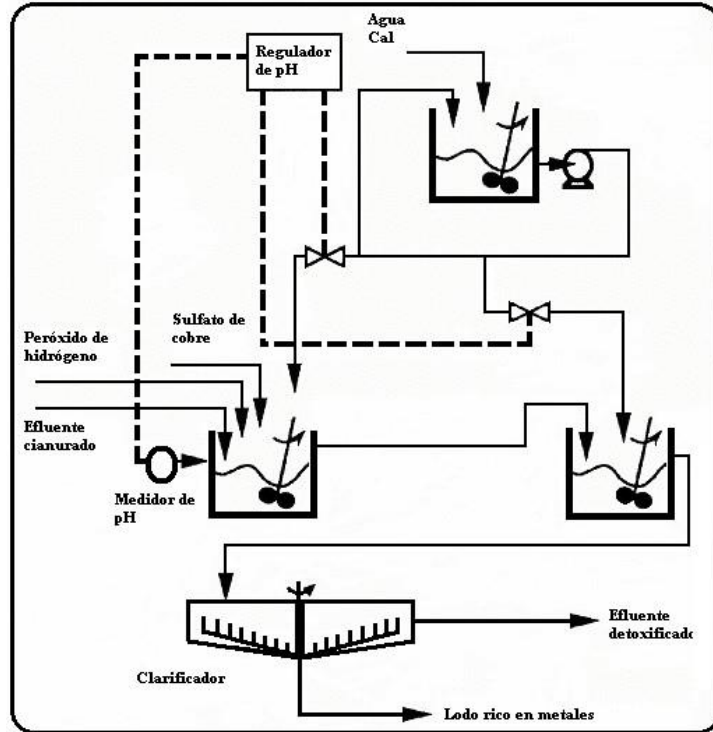 Agua
Cal
Regulador
de pH
Sulfato de
cobre
Peróxido de
hidrógeno
Efluente
cianurado
Medidor de
pH
Efluente
detoxificado
Clarificador
Lodo rico en metales